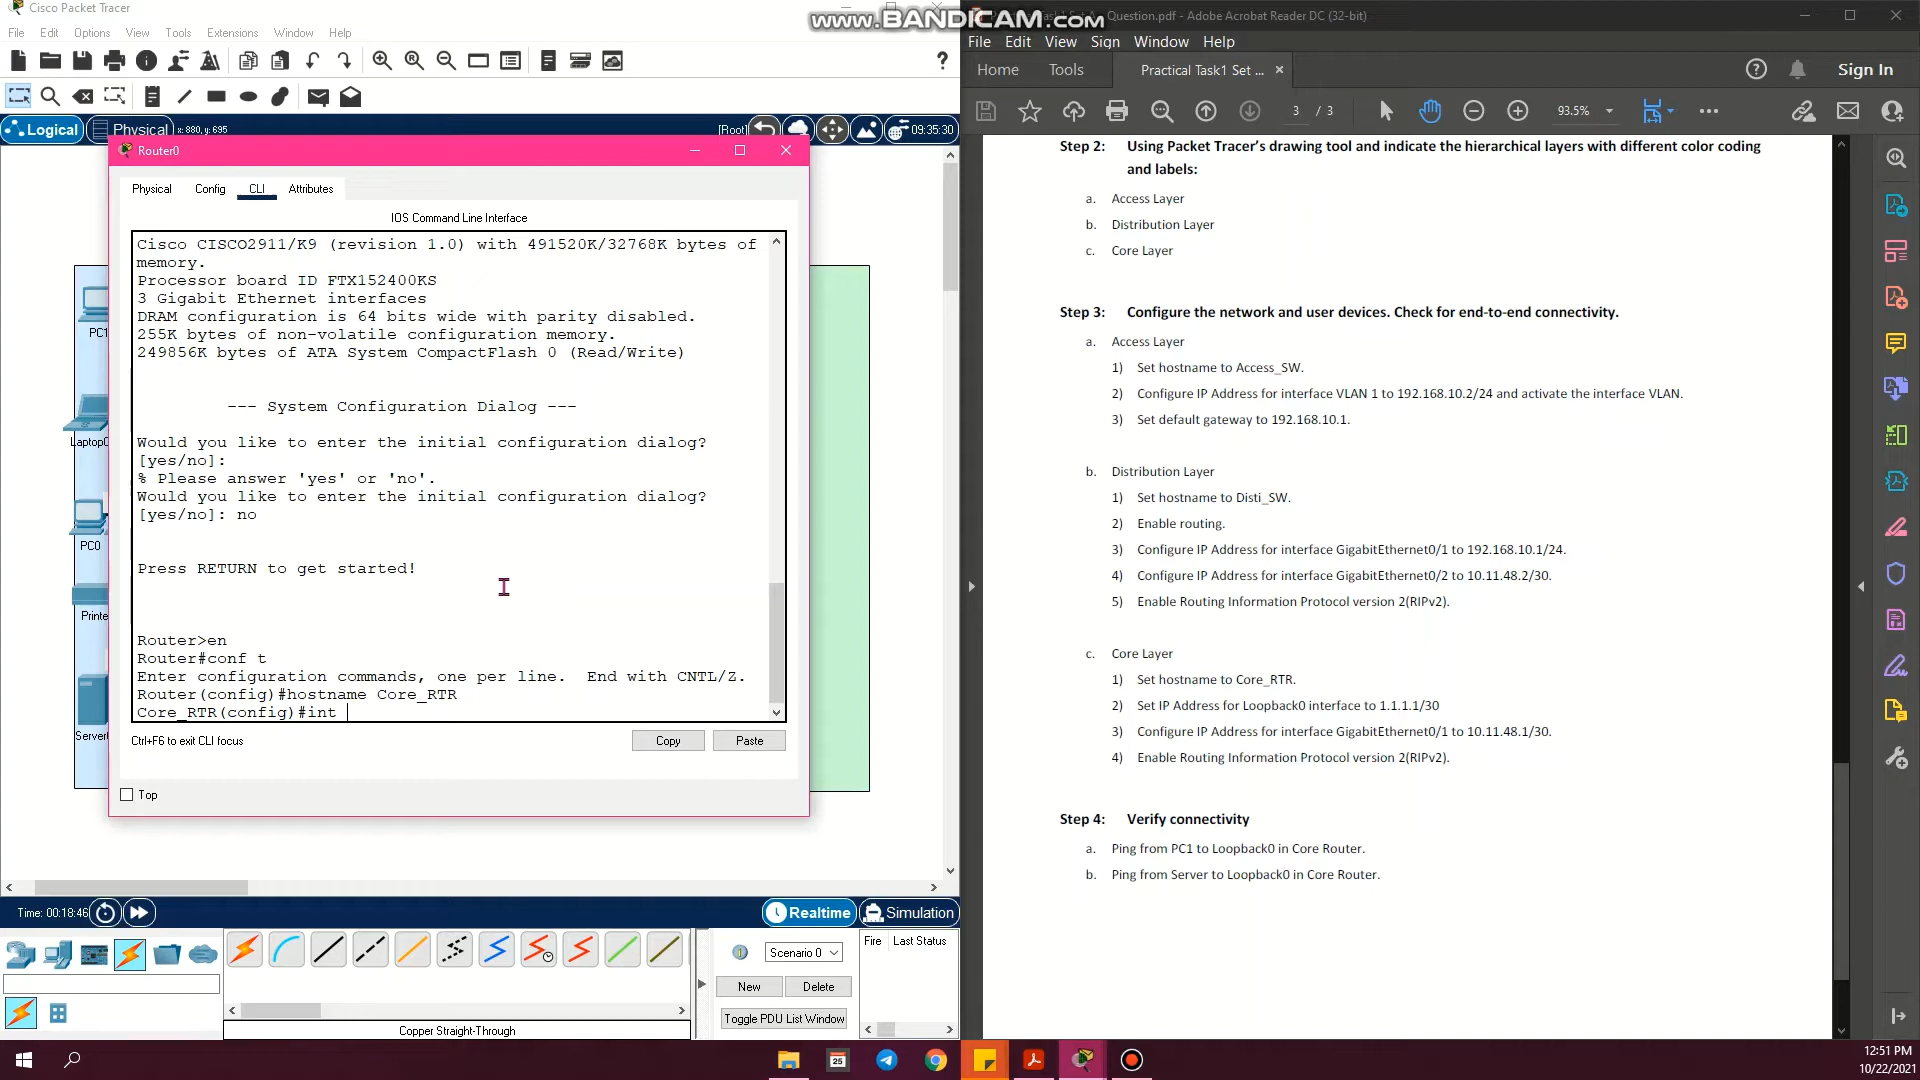 Cisco Packet Tracer
www.BANDICAM.com
Question.pdf - Adobe Acrobat Reader DC (32-bit)
File Edit Options View Tools Extensions Window Help
File Edit View Sign Window Help
Home Tools Practical Task1 Set ... × Sign In
3 / 3 93.5%
Logical Physical x: 880, y: 695 [Root] 09:35:30
Router0
Physical Config CLI Attributes
IOS Command Line Interface
Cisco CISCO2911/K9 (revision 1.0) with 491520K/32768K bytes of
memory.
Processor board ID FTX152400KS
3 Gigabit Ethernet interfaces
DRAM configuration is 64 bits wide with parity disabled.
255K bytes of non-volatile configuration memory.
249856K bytes of ATA System CompactFlash 0 (Read/Write)
--- System Configuration Dialog ---
Would you like to enter the initial configuration dialog?
[yes/no]:
% Please answer 'yes' or 'no'.
Would you like to enter the initial configuration dialog?
[yes/no]: no
Press RETURN to get started!
Router>en
Router#conf t
Enter configuration commands, one per line.  End with CNTL/Z.
Router(config)#hostname Core_RTR
Core_RTR(config)#int
Ctrl+F6 to exit CLI focus
Copy Paste
Top
PC1
PC0
Time: 00:18:46
Realtime Simulation
Scenario 0
Fire Last Status
New Delete
Toggle PDU List Window
Copper Straight-Through
Step 2: Using Packet Tracer's drawing tool and indicate the hierarchical layers with different color coding
and labels:
a. Access Layer
b. Distribution Layer
c. Core Layer
Step 3: Configure the network and user devices. Check for end-to-end connectivity.
a. Access Layer
1) Set hostname to Access_SW.
2) Configure IP Address for interface VLAN 1 to 192.168.10.2/24 and activate the interface VLAN.
3) Set default gateway to 192.168.10.1.
b. Distribution Layer
1) Set hostname to Disti_SW.
2) Enable routing.
3) Configure IP Address for interface GigabitEthernet0/1 to 192.168.10.1/24.
4) Configure IP Address for interface GigabitEthernet0/2 to 10.11.48.2/30.
5) Enable Routing Information Protocol version 2(RIPv2).
c. Core Layer
1) Set hostname to Core_RTR.
2) Set IP Address for Loopback0 interface to 1.1.1.1/30
3) Configure IP Address for interface GigabitEthernet0/1 to 10.11.48.1/30.
4) Enable Routing Information Protocol version 2(RIPv2).
Step 4: Verify connectivity
a. Ping from PC1 to Loopback0 in Core Router.
b. Ping from Server to Loopback0 in Core Router.
25
12:51 PM
10/22/2021